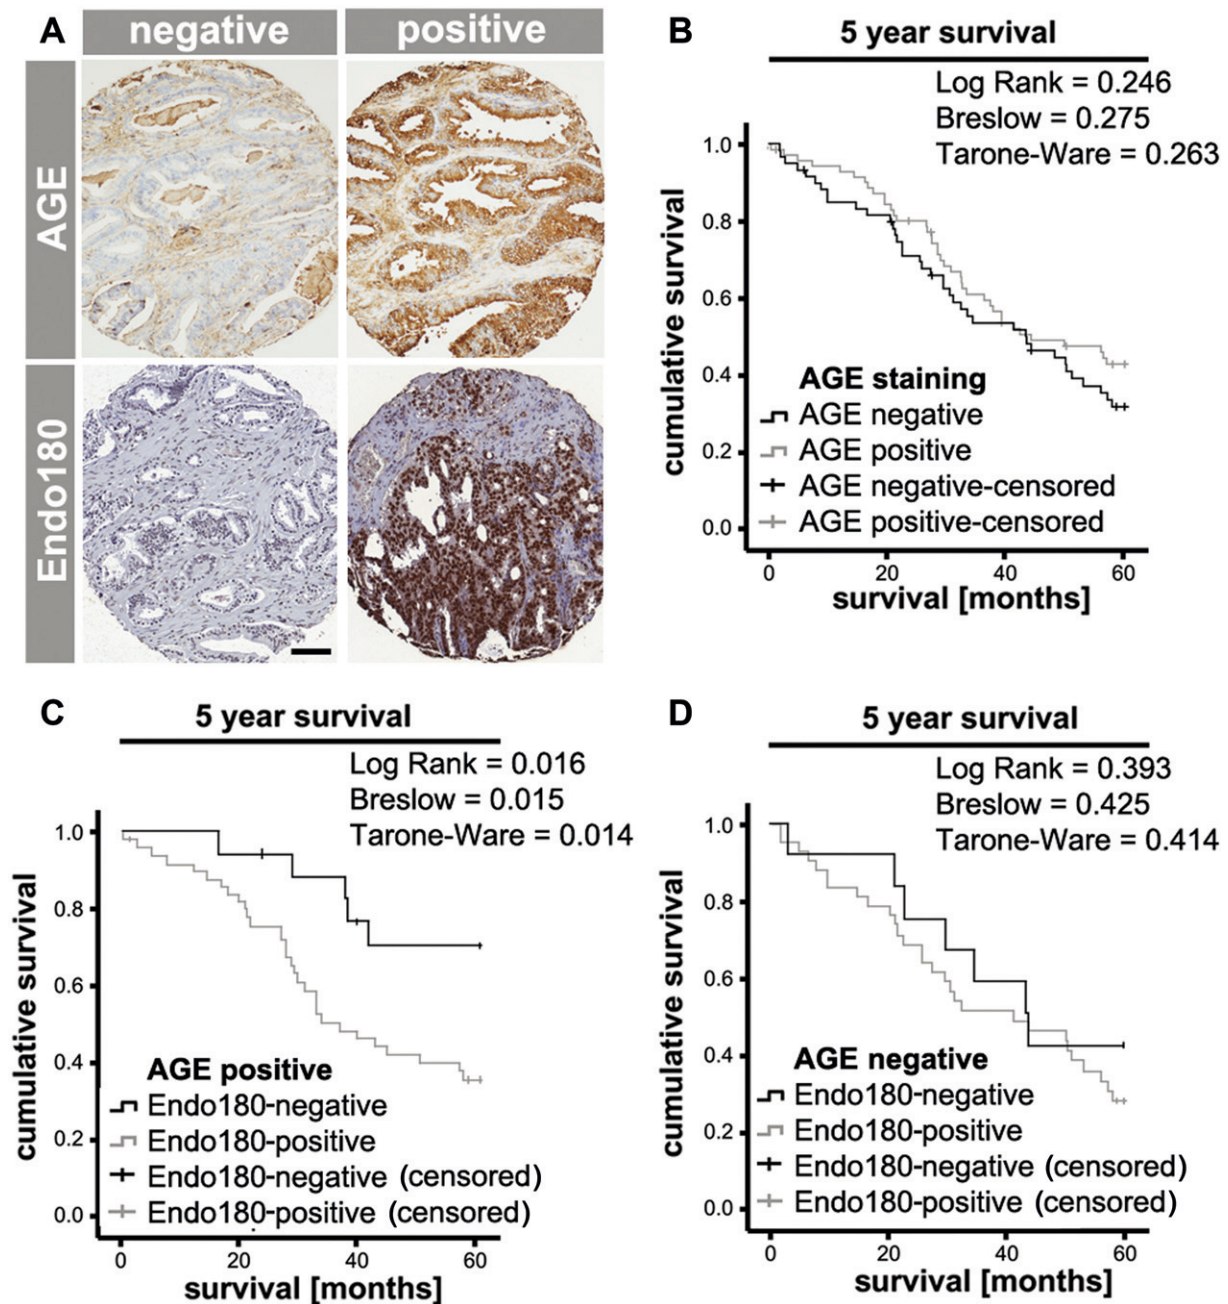 A
negative
positive
AGE
Endo180
B
5 year survival
Log Rank = 0.246
Breslow = 0.275
Tarone-Ware = 0.263
1.0
0.8
0.6
0.4
0.2
0.0
cumulative survival
AGE staining
AGE negative
AGE positive
AGE negative-censored
AGE positive-censored
0 20 40 60
survival [months]
C
5 year survival
Log Rank = 0.016
Breslow = 0.015
Tarone-Ware = 0.014
1.0
0.8
0.6
0.4
0.2
0.0
cumulative survival
AGE positive
Endo180-negative
Endo180-positive
Endo180-negative (censored)
Endo180-positive (censored)
0 20 40 60
survival [months]
D
5 year survival
Log Rank = 0.393
Breslow = 0.425
Tarone-Ware = 0.414
1.0
0.8
0.6
0.4
0.2
0.0
cumulative survival
AGE negative
Endo180-negative
Endo180-positive
Endo180-negative (censored)
Endo180-positive (censored)
0 20 40 60
survival [months]